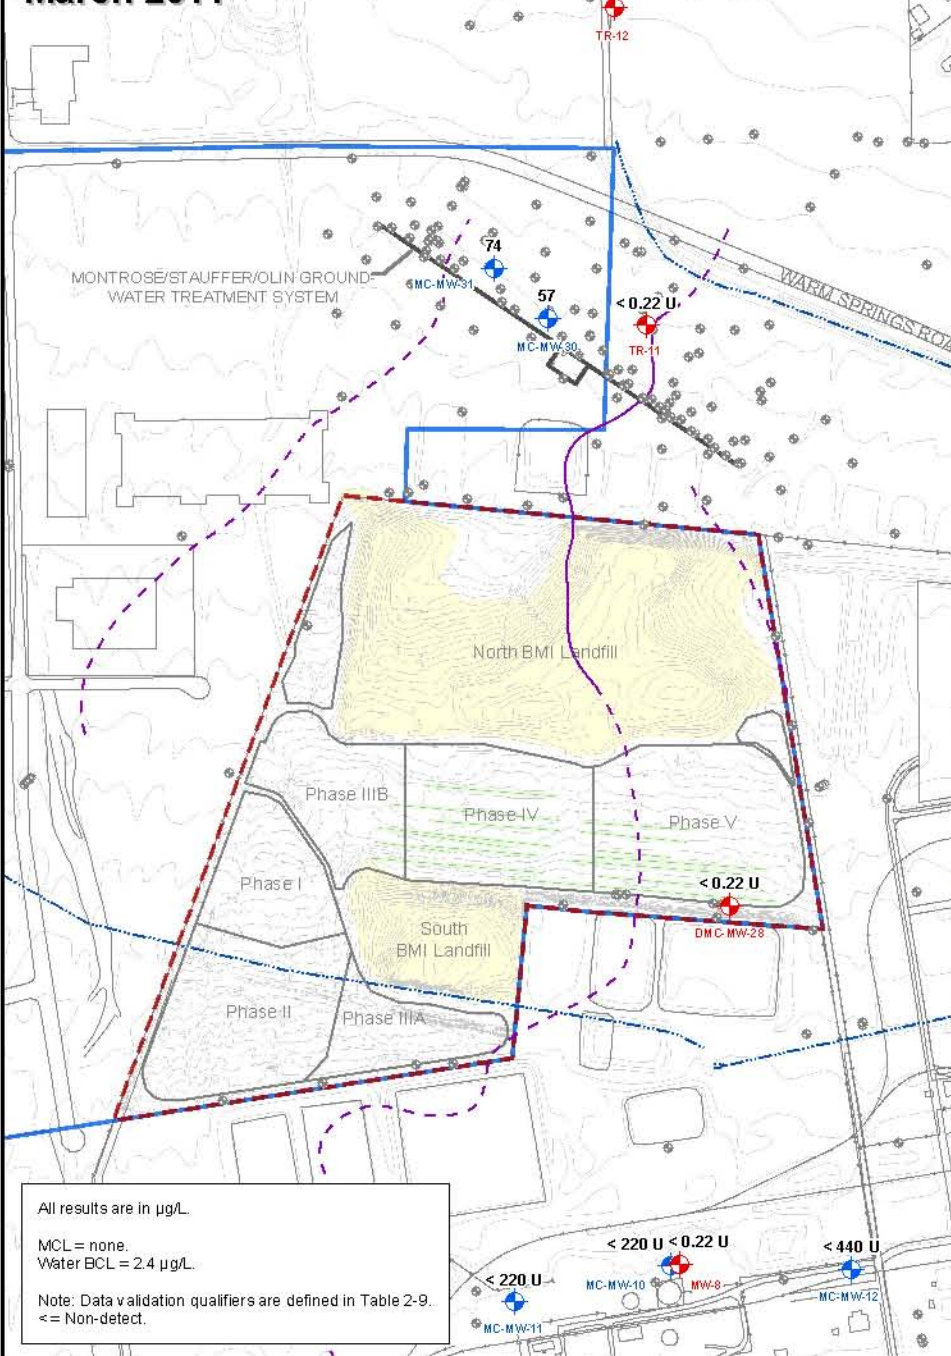 March 2011
TR-12
74
MC-MW-31
MONTROSE/STAUFFER/OLIN GROUND-
WATER TREATMENT SYSTEM
57
MC-MW-30
< 0.22 U
TR-11
WARM SPRINGS ROA
North BMI Landfill
Phase IIIB
Phase IV
Phase V
Phase I
South
BMI Landfill
< 0.22 U
DMC-MW-28
Phase II
Phase IIIA
All results are in µg/L.
MCL = none.
Water BCL = 2.4 µg/L.
Note: Data validation qualifiers are defined in Table 2-9.
< = Non-detect.
< 220 U
MC-MW-11
< 220 U
< 0.22 U
MC-MW-10
MW-8
< 440 U
MC-MW-12